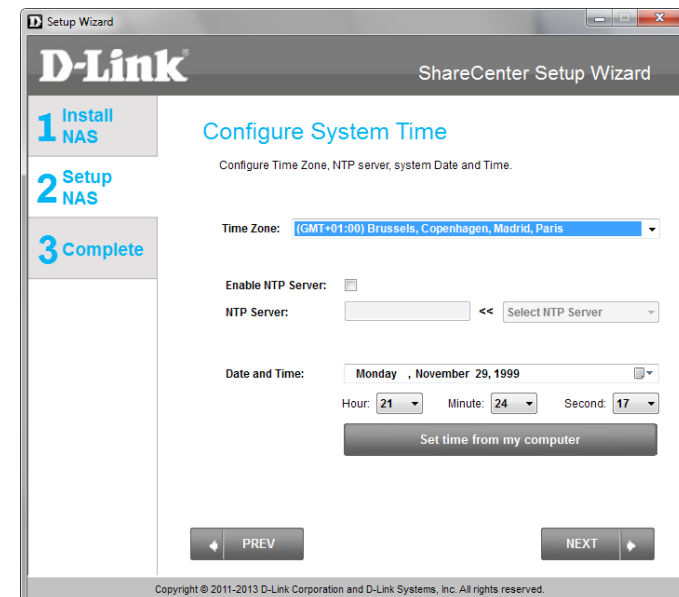 Setup Wizard
D-Link
ShareCenter Setup Wizard
1 Install NAS
2 Setup NAS
3 Complete
Configure System Time
Configure Time Zone, NTP server, system Date and Time.
Time Zone: (GMT+01:00) Brussels, Copenhagen, Madrid, Paris
Enable NTP Server:
NTP Server: << Select NTP Server
Date and Time: Monday , November 29, 1999
Hour: 21 Minute: 24 Second: 17
Set time from my computer
PREV NEXT
Copyright © 2011-2013 D-Link Corporation and D-Link Systems, Inc. All rights reserved.